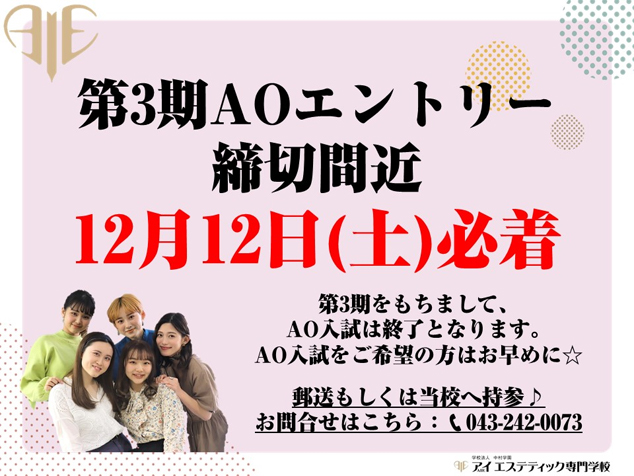 AIE
第3期AOエントリー
締切間近
12月12日(土)必着
第3期をもちまして、
AO入試は終了となります。
AO入試をご希望の方はお早めに☆
郵送もしくは当校へ持参♪
お問合せはこちら：📞043-242-0073
学校法人 中村学園
アイ エステティック専門学校